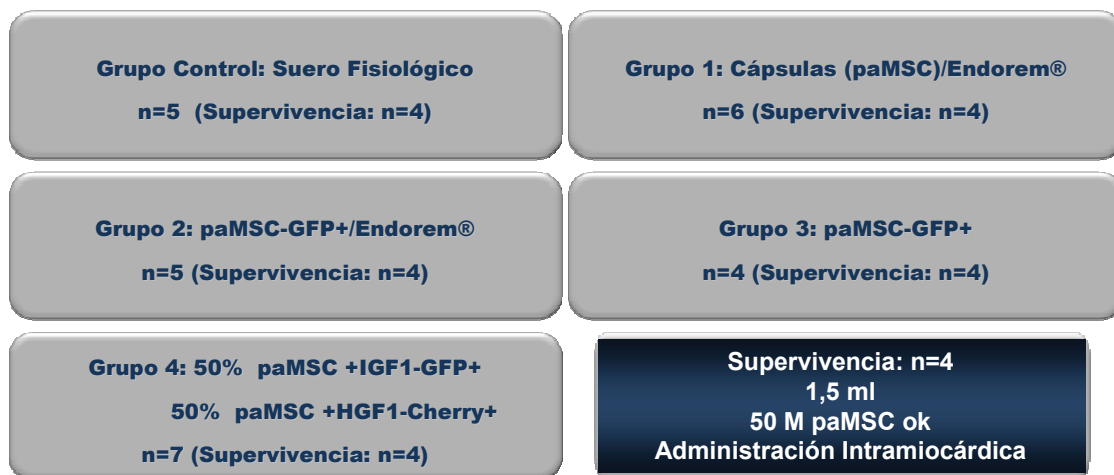 Grupo Control: Suero Fisiológico
n=5 (Supervivencia: n=4)
Grupo 1: Cápsulas (paMSC)/Endorem®
n=6 (Supervivencia: n=4)
Grupo 2: paMSC-GFP+/Endorem®
n=5 (Supervivencia: n=4)
Grupo 3: paMSC-GFP+
n=4 (Supervivencia: n=4)
Grupo 4: 50% paMSC +IGF1-GFP+
50% paMSC +HGF1-Cherry+
n=7 (Supervivencia: n=4)
Supervivencia: n=4
1,5 ml
50 M paMSC ok
Administración Intramiocárdica